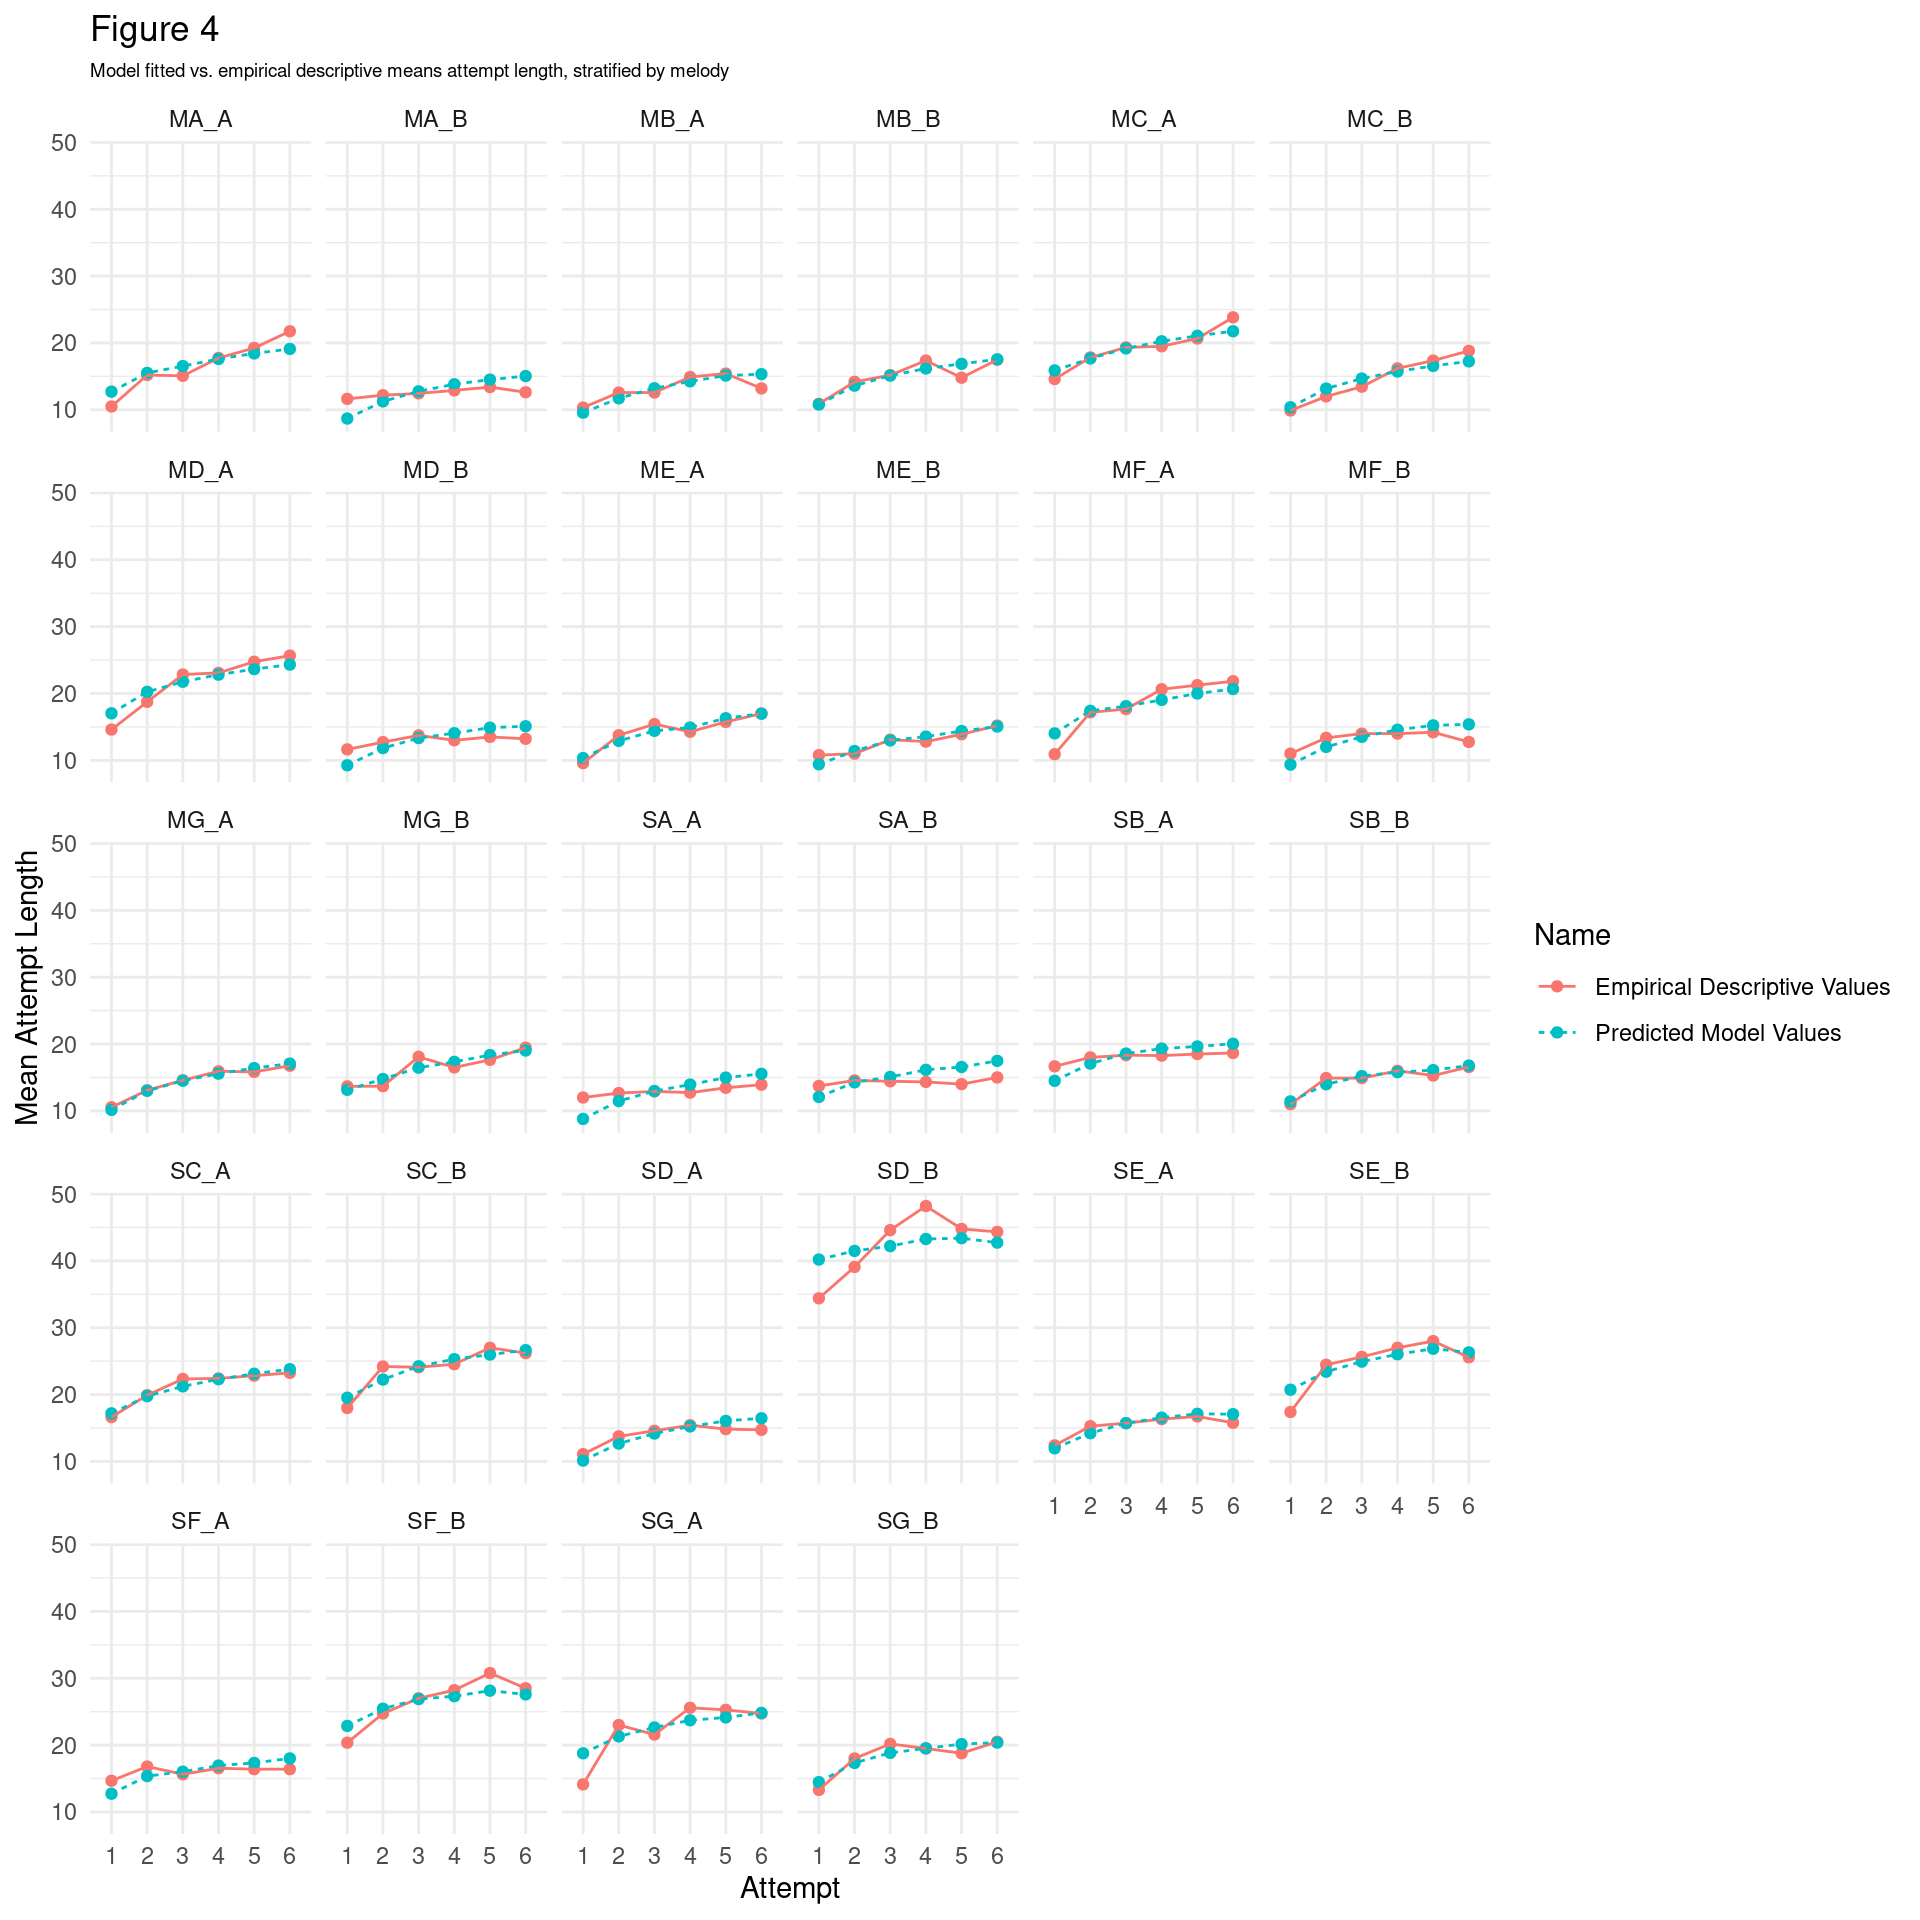 Figure 4
Model fitted vs. empirical descriptive means attempt length, stratified by melody
MA_A MA_B MB_A MB_B MC_A MC_B
50
40
30
20
10
MD_A MD_B ME_A ME_B MF_A MF_B
50
40
30
20
10
MG_A MG_B SA_A SA_B SB_A SB_B
50
40
30
20
10
Mean Attempt Length
Name
Empirical Descriptive Values
Predicted Model Values
SC_A SC_B SD_A SD_B SE_A SE_B
50
40
30
20
10
1 2 3 4 5 6 1 2 3 4 5 6
SF_A SF_B SG_A SG_B
50
40
30
20
10
1 2 3 4 5 6 1 2 3 4 5 6 1 2 3 4 5 6 1 2 3 4 5 6
Attempt